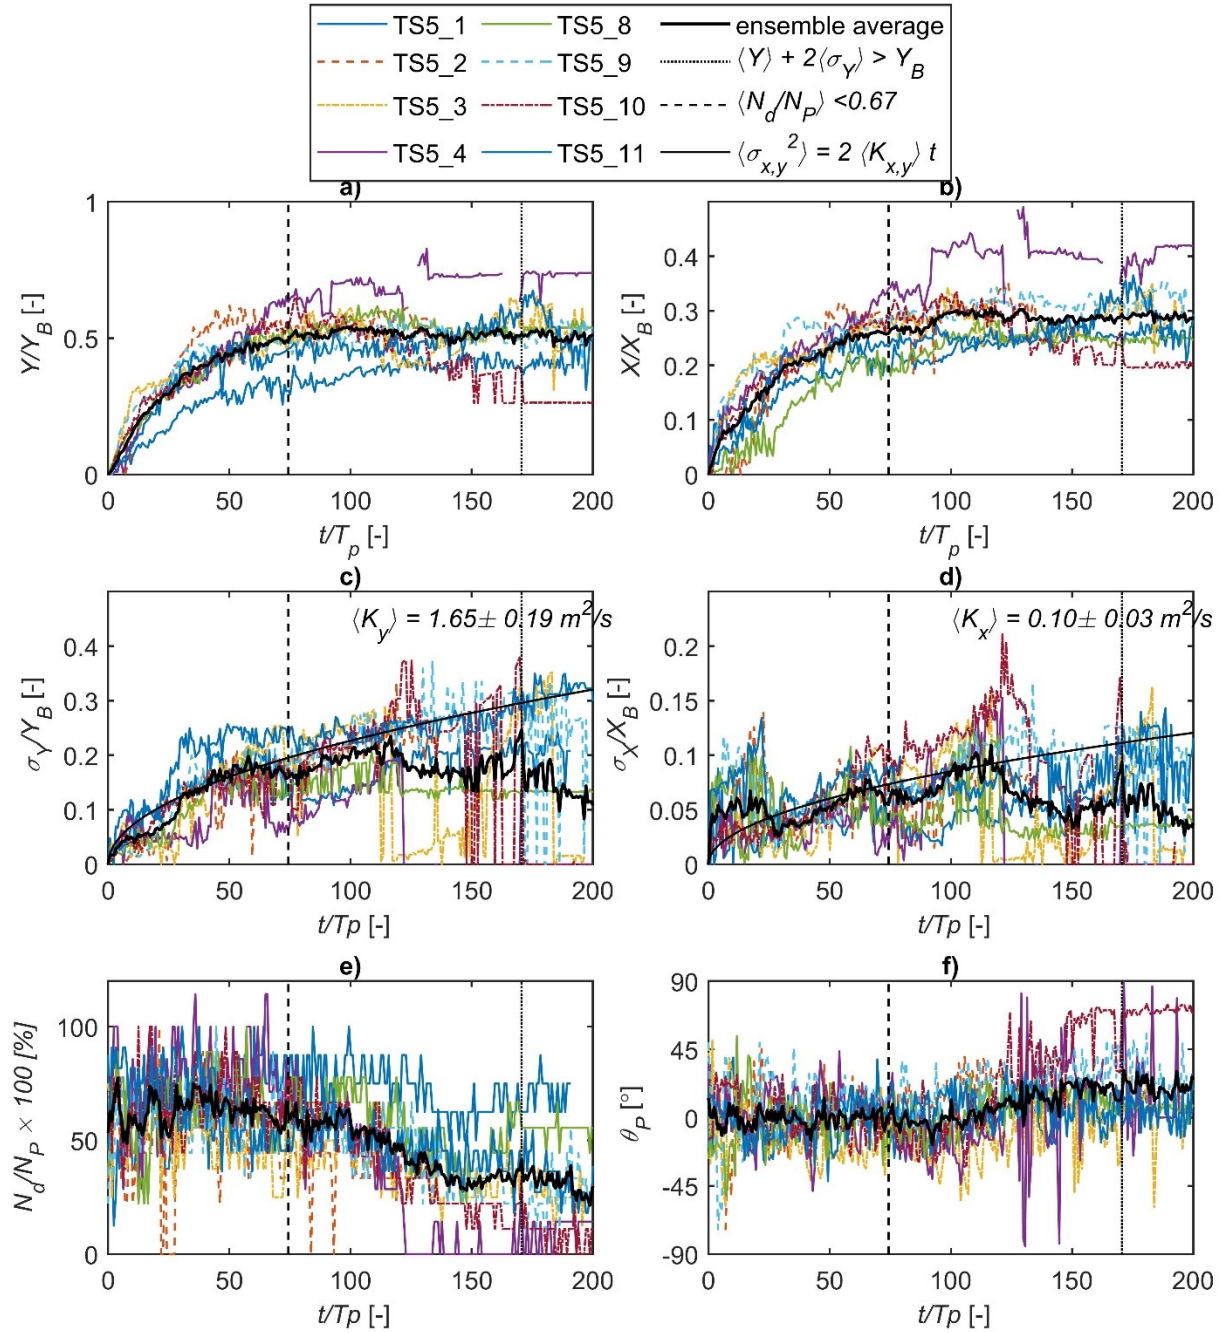 TS5_1 TS5_8 ensemble average
TS5_2 TS5_9 ⟨Y⟩ + 2⟨σ_Y⟩ > Y_B
TS5_3 TS5_10 ⟨N_d/N_P⟩ <0.67
TS5_4 TS5_11 ⟨σ_{x,y}²⟩ = 2 ⟨K_{x,y}⟩ t
a)
1
0.5
0
Y/Y_B [-]
0 50 100 150 200
t/T_p [-]
b)
0.4
0.3
0.2
0.1
0
X/X_B [-]
0 50 100 150 200
t/T_p [-]
c)
⟨K_y⟩ = 1.65± 0.19 m²/s
0.4
0.3
0.2
0.1
0
σ_Y/Y_B [-]
0 50 100 150 200
t/Tp [-]
d)
⟨K_x⟩ = 0.10± 0.03 m²/s
0.2
0.15
0.1
0.05
0
σ_X/X_B [-]
0 50 100 150 200
t/Tp [-]
e)
100
50
0
N_d/N_P × 100 [%]
0 50 100 150 200
t/Tp [-]
f)
90
45
0
-45
-90
θ_P [°]
0 50 100 150 200
t/Tp [-]